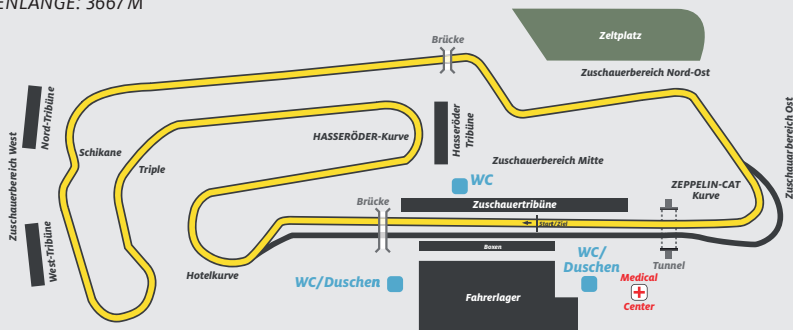 ENLÄNGE: 3667 M
Brücke
Zeltplatz
Zuschauerbereich Nord-Ost
Zuschauerbereich West
Nord-Tribüne
Schikane
Triple
HASSERÖDER-Kurve
Hasseröder
Tribüne
Zuschauerbereich Mitte
Zuschauerbereich Ost
WC
ZEPPELIN-CAT
Kurve
Brücke
Zuschauertribüne
Start/Ziel
West-Tribüne
Hotelkurve
Boxen
WC/
Duschen
Tunnel
WC/Duschen
Fahrerlager
Medical
Center